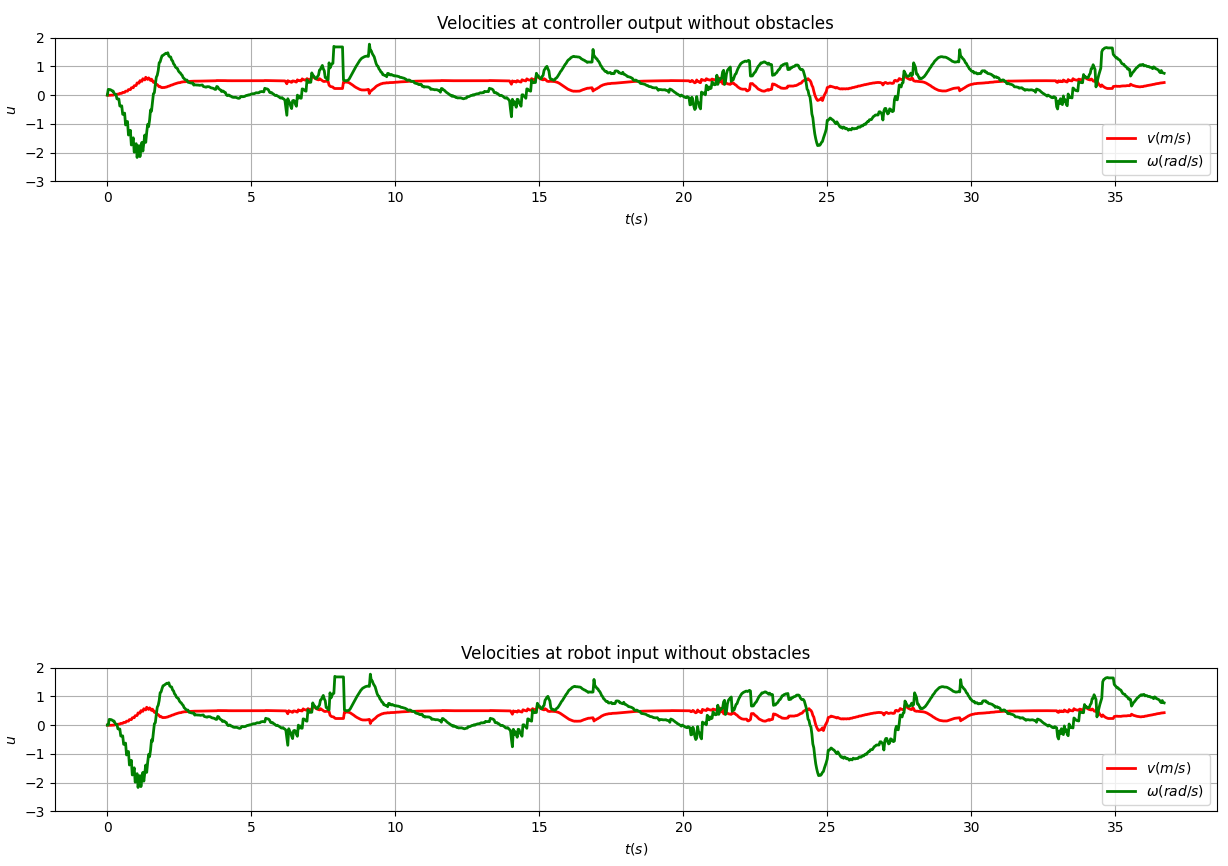 Velocities at controller output without obstacles
2
1
0
−1
−2
−3
u
v(m/s)
ω(rad/s)
0 5 10 15 20 25 30 35
t(s)
Velocities at robot input without obstacles
2
1
0
−1
−2
−3
u
v(m/s)
ω(rad/s)
0 5 10 15 20 25 30 35
t(s)